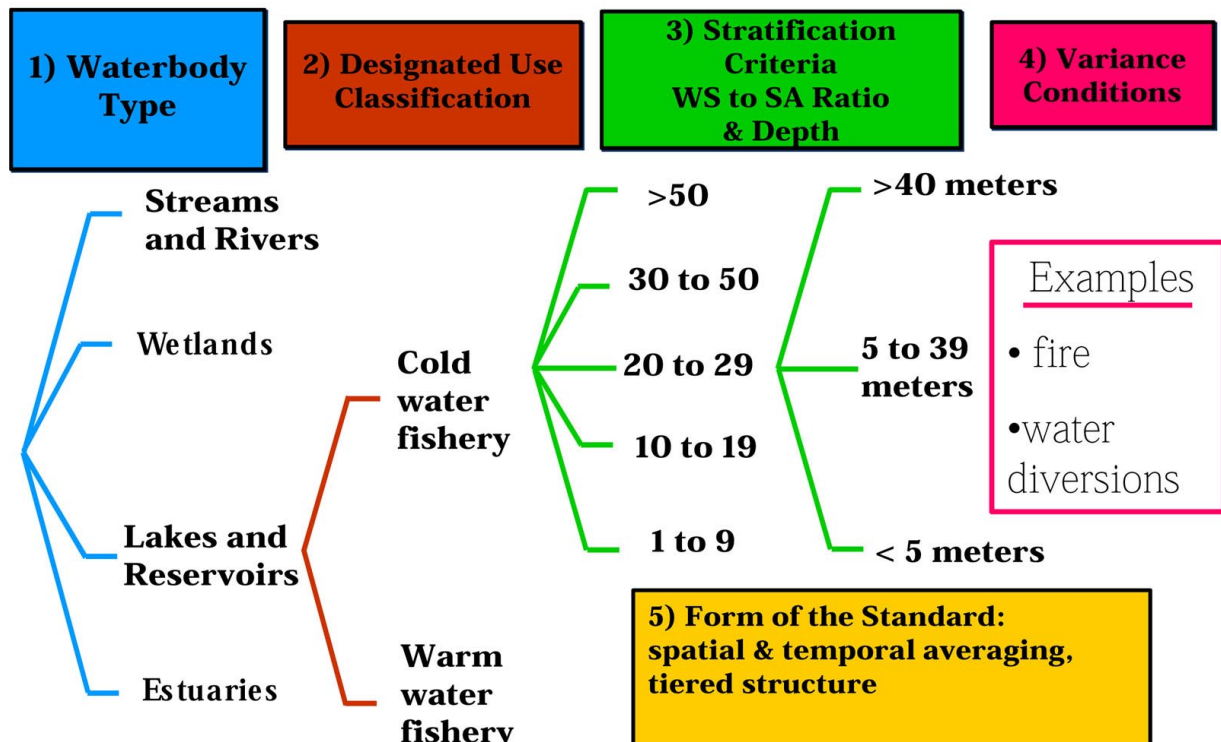 1) Waterbody
Type
2) Designated Use
Classification
3) Stratification
Criteria
WS to SA Ratio
& Depth
4) Variance
Conditions
Streams
and Rivers
Wetlands
Lakes and
Reservoirs
Estuaries
Cold
water
fishery
Warm
water
fishery
>50
30 to 50
20 to 29
10 to 19
1 to 9
>40 meters
5 to 39
meters
< 5 meters
Examples
• fire
•water
diversions
5) Form of the Standard:
spatial & temporal averaging,
tiered structure